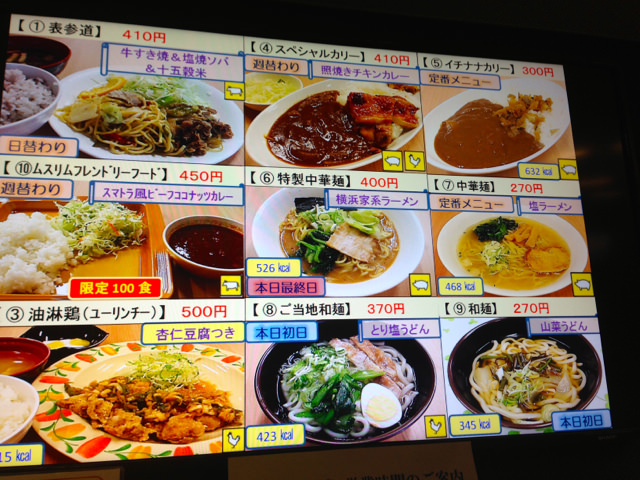 【①表参道】 410円
牛すき焼&塩焼ソバ
&十五穀米
日替わり
【④スペシャルカリー】 410円
週替わり
照焼きチキンカレー
【⑤イチナナカリー】 300円
定番メニュー
632 kcal
【⑩ムスリムフレンドリーフード】 450円
週替わり
スマトラ風ビーフココナッツカレー
限定100食
【⑥特製中華麺】 400円
横浜家系ラーメン
526 kcal
本日最終日
【⑦中華麺】 270円
定番メニュー
塩ラーメン
468 kcal
③油淋鶏(ユーリンチー)】 500円
杏仁豆腐つき
15 kcal
【⑧ご当地和麺】 370円
本日初日
とり塩うどん
423 kcal
【⑨和麺】 270円
山菜うどん
345 kcal
本日初日